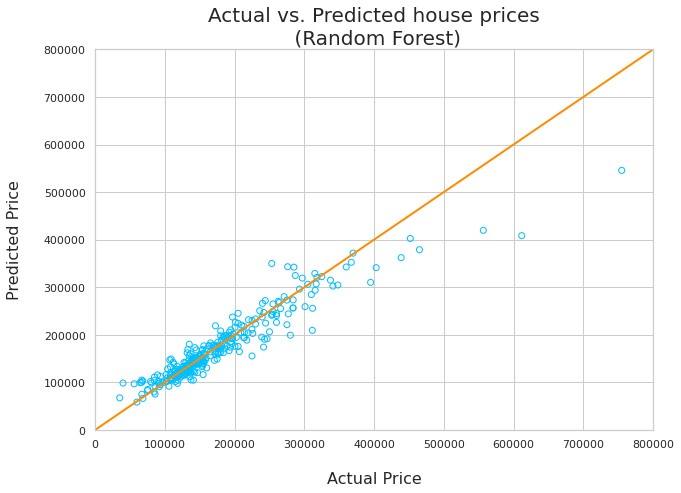 Actual vs. Predicted house prices
(Random Forest)
800000
700000
600000
500000
400000
300000
200000
100000
0
Predicted Price
0 100000 200000 300000 400000 500000 600000 700000 800000
Actual Price